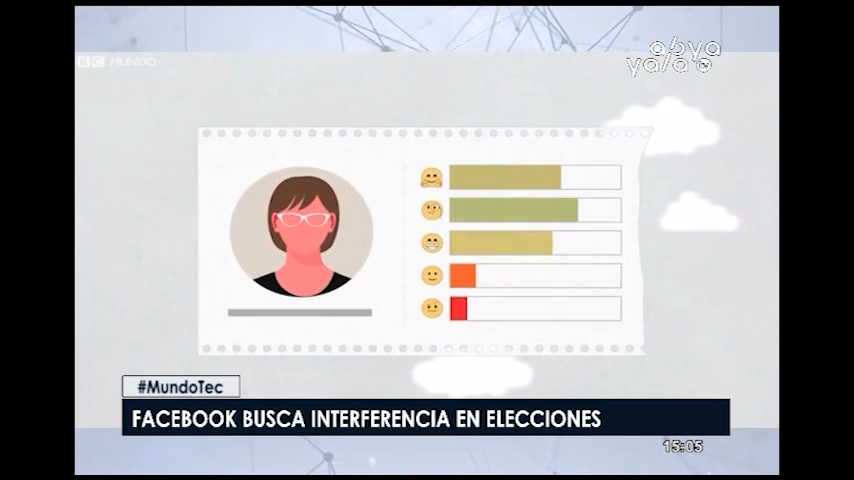 BBC MUNDO
abya
yala
#MundoTec
FACEBOOK BUSCA INTERFERENCIA EN ELECCIONES
15:05